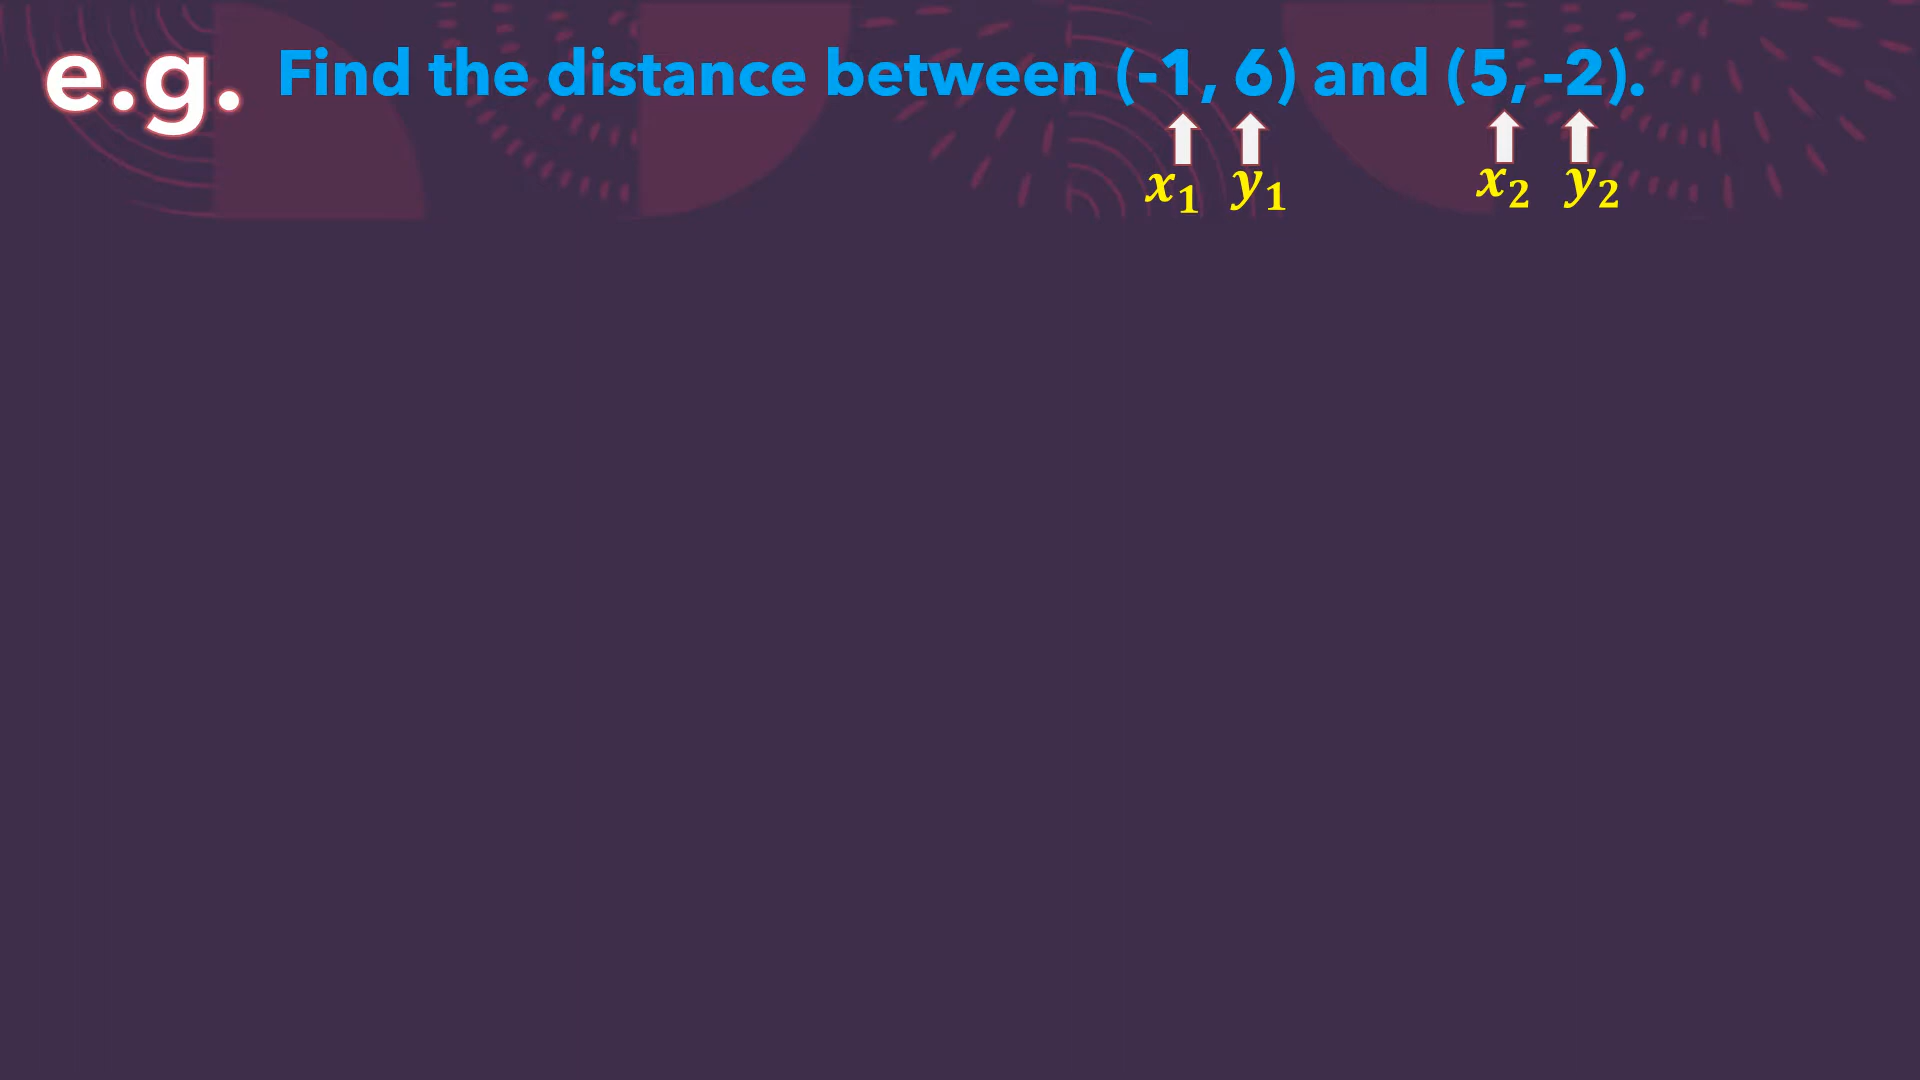 e.g. Find the distance between (-1, 6) and (5, -2).
x₁ y₁ x₂ y₂